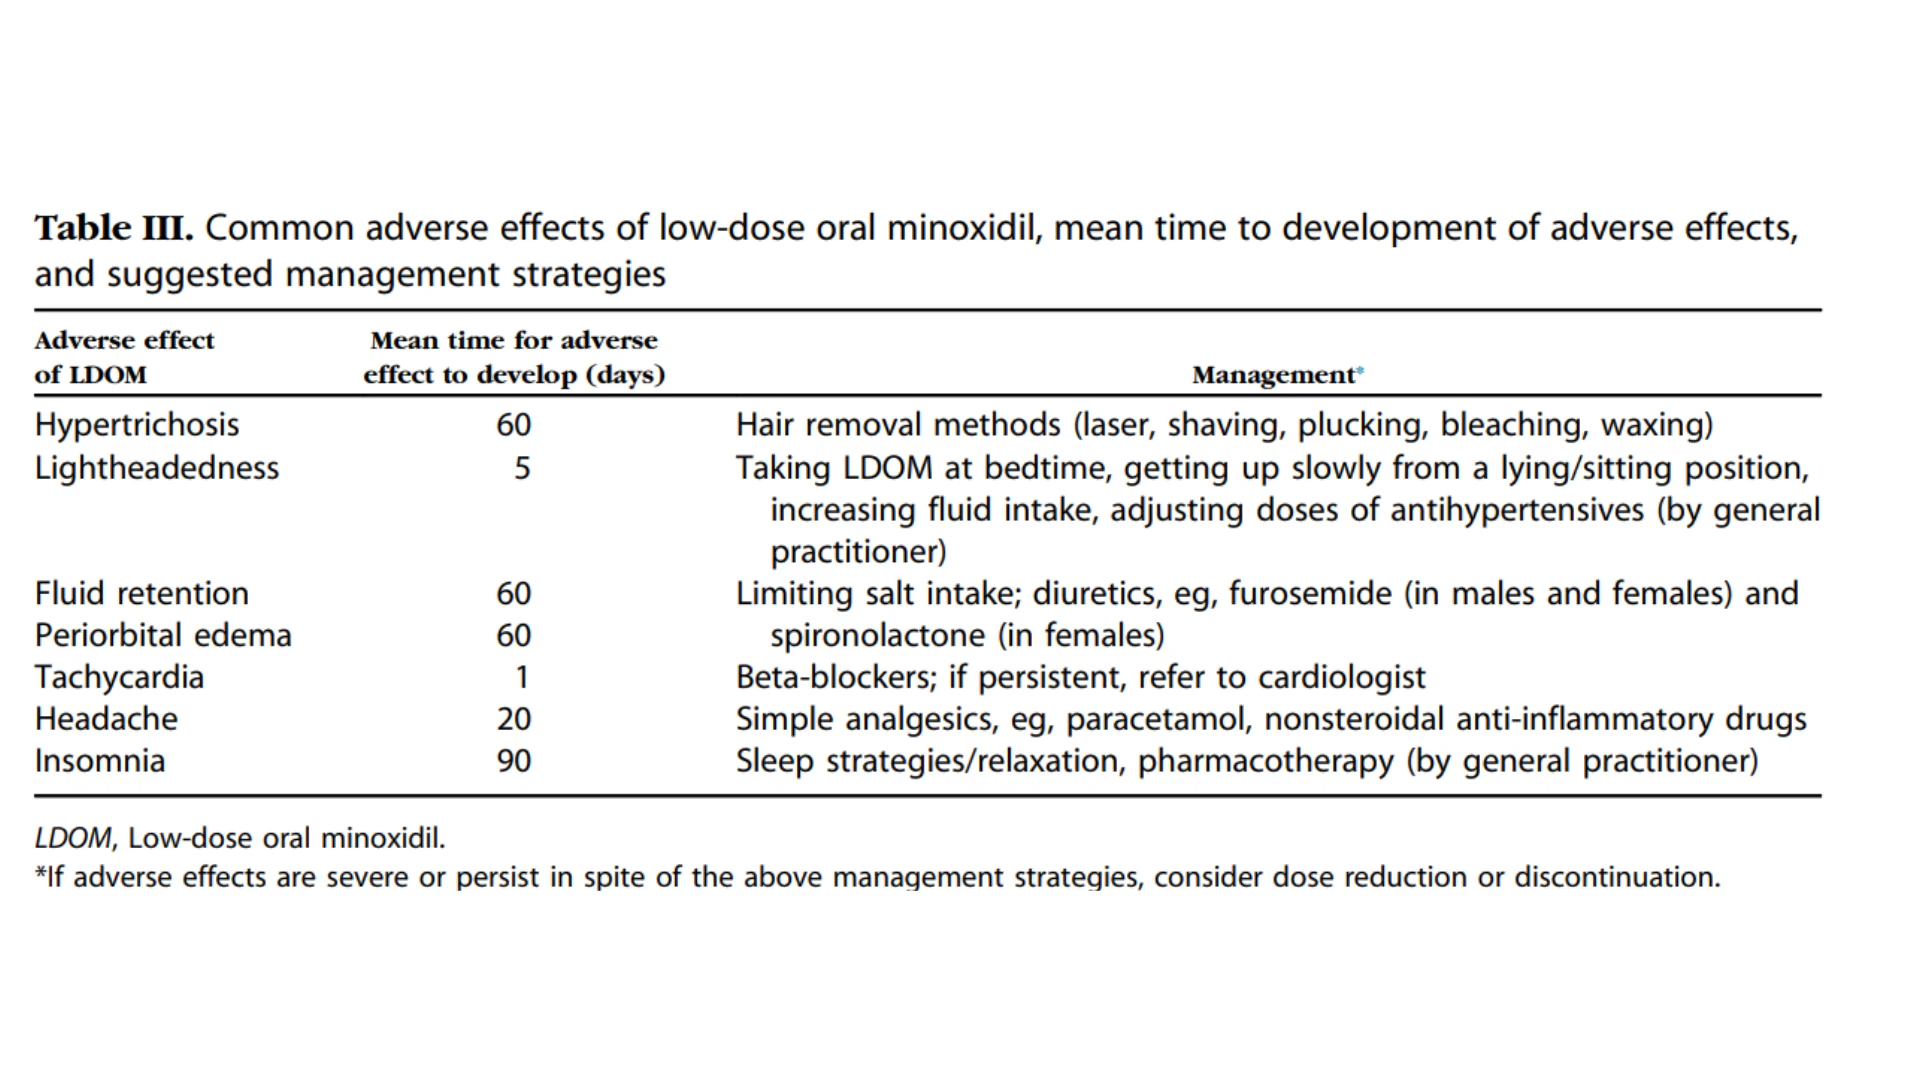 Table III. Common adverse effects of low-dose oral minoxidil, mean time to development of adverse effects,
and suggested management strategies
Adverse effect
of LDOM
Mean time for adverse
effect to develop (days)
Management*
Hypertrichosis 60 Hair removal methods (laser, shaving, plucking, bleaching, waxing)
Lightheadedness 5 Taking LDOM at bedtime, getting up slowly from a lying/sitting position,
increasing fluid intake, adjusting doses of antihypertensives (by general
practitioner)
Fluid retention 60 Limiting salt intake; diuretics, eg, furosemide (in males and females) and
Periorbital edema 60 spironolactone (in females)
Tachycardia 1 Beta-blockers; if persistent, refer to cardiologist
Headache 20 Simple analgesics, eg, paracetamol, nonsteroidal anti-inflammatory drugs
Insomnia 90 Sleep strategies/relaxation, pharmacotherapy (by general practitioner)
LDOM, Low-dose oral minoxidil.
*If adverse effects are severe or persist in spite of the above management strategies, consider dose reduction or discontinuation.